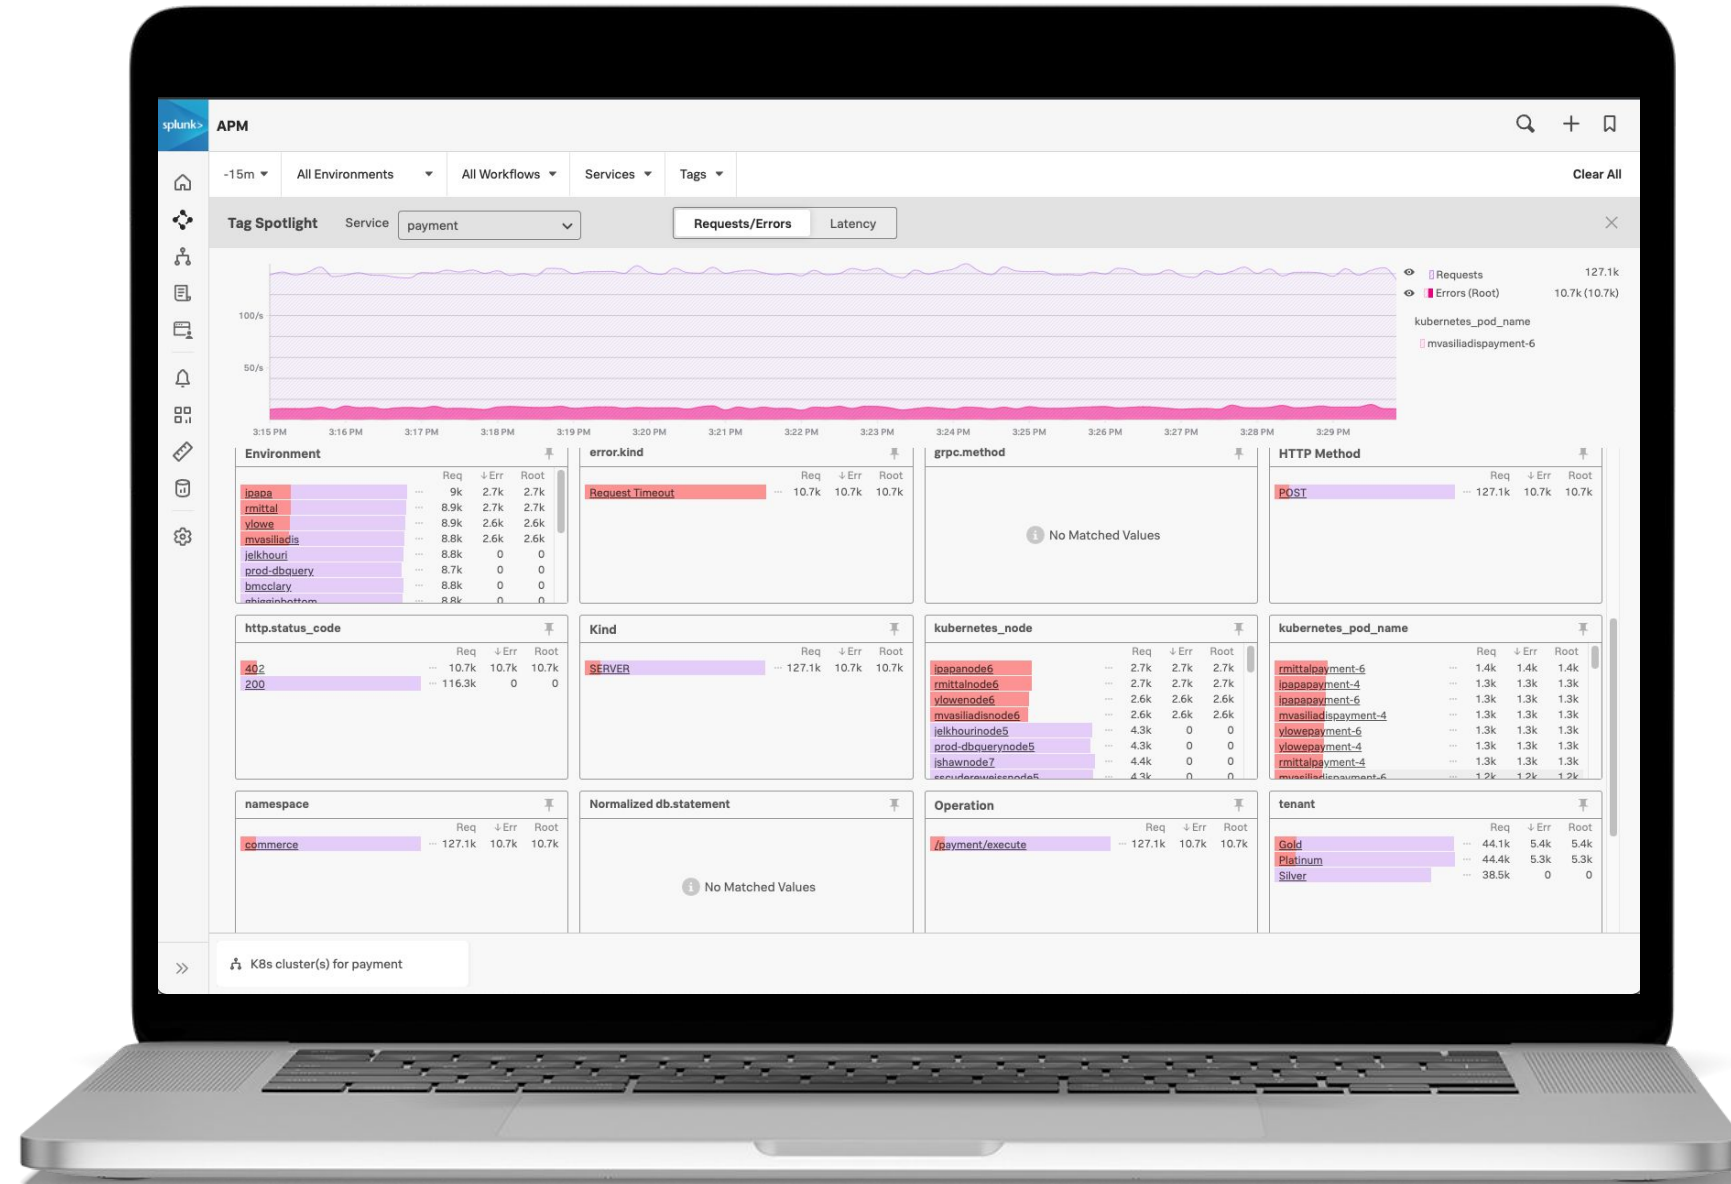 splunk> APM
-15m All Environments All Workflows Services Tags Clear All
Tag Spotlight Service payment Requests/Errors Latency
100/s
50/s
3:15 PM 3:16 PM 3:17 PM 3:18 PM 3:19 PM 3:20 PM 3:21 PM 3:22 PM 3:23 PM 3:24 PM 3:25 PM 3:26 PM 3:27 PM 3:28 PM 3:29 PM
Requests 127.1k
Errors (Root) 10.7k (10.7k)
kubernetes_pod_name
mvasiliadispayment-6
Environment
Req ↓Err Root
ipapa ... 9k 2.7k 2.7k
rmittal ... 8.9k 2.7k 2.7k
ylowe ... 8.9k 2.6k 2.6k
mvasiliadis ... 8.8k 2.6k 2.6k
jelkhouri ... 8.8k 0 0
prod-dbquery ... 8.7k 0 0
bmcclary ... 8.8k 0 0
ghigginbottom ... 8.8k 0 0
error.kind
Req ↓Err Root
Request Timeout ... 10.7k 10.7k 10.7k
grpc.method
No Matched Values
HTTP Method
Req ↓Err Root
POST ... 127.1k 10.7k 10.7k
http.status_code
Req ↓Err Root
402 ... 10.7k 10.7k 10.7k
200 ... 116.3k 0 0
Kind
Req ↓Err Root
SERVER ... 127.1k 10.7k 10.7k
kubernetes_node
Req ↓Err Root
ipapanode6 ... 2.7k 2.7k 2.7k
rmittalnode6 ... 2.7k 2.7k 2.7k
ylowenode6 ... 2.6k 2.6k 2.6k
mvasiliadisnode6 ... 2.6k 2.6k 2.6k
jelkhourinode5 ... 4.3k 0 0
prod-dbquerynode5 ... 4.3k 0 0
jshawnode7 ... 4.4k 0 0
sscudereweissnode5 ... 4.3k 0 0
kubernetes_pod_name
Req ↓Err Root
rmittalpayment-6 ... 1.4k 1.4k 1.4k
ipapapayment-4 ... 1.3k 1.3k 1.3k
ipapapayment-6 ... 1.3k 1.3k 1.3k
mvasiliadispayment-4 ... 1.3k 1.3k 1.3k
ylowepayment-6 ... 1.3k 1.3k 1.3k
ylowepayment-4 ... 1.3k 1.3k 1.3k
rmittalpayment-4 ... 1.3k 1.3k 1.3k
mvasiliadispayment-6 ... 1.2k 1.2k 1.2k
namespace
Req ↓Err Root
commerce ... 127.1k 10.7k 10.7k
Normalized db.statement
No Matched Values
Operation
Req ↓Err Root
/payment/execute ... 127.1k 10.7k 10.7k
tenant
Req ↓Err Root
Gold ... 44.1k 5.4k 5.4k
Platinum ... 44.4k 5.3k 5.3k
Silver ... 38.5k 0 0
K8s cluster(s) for payment